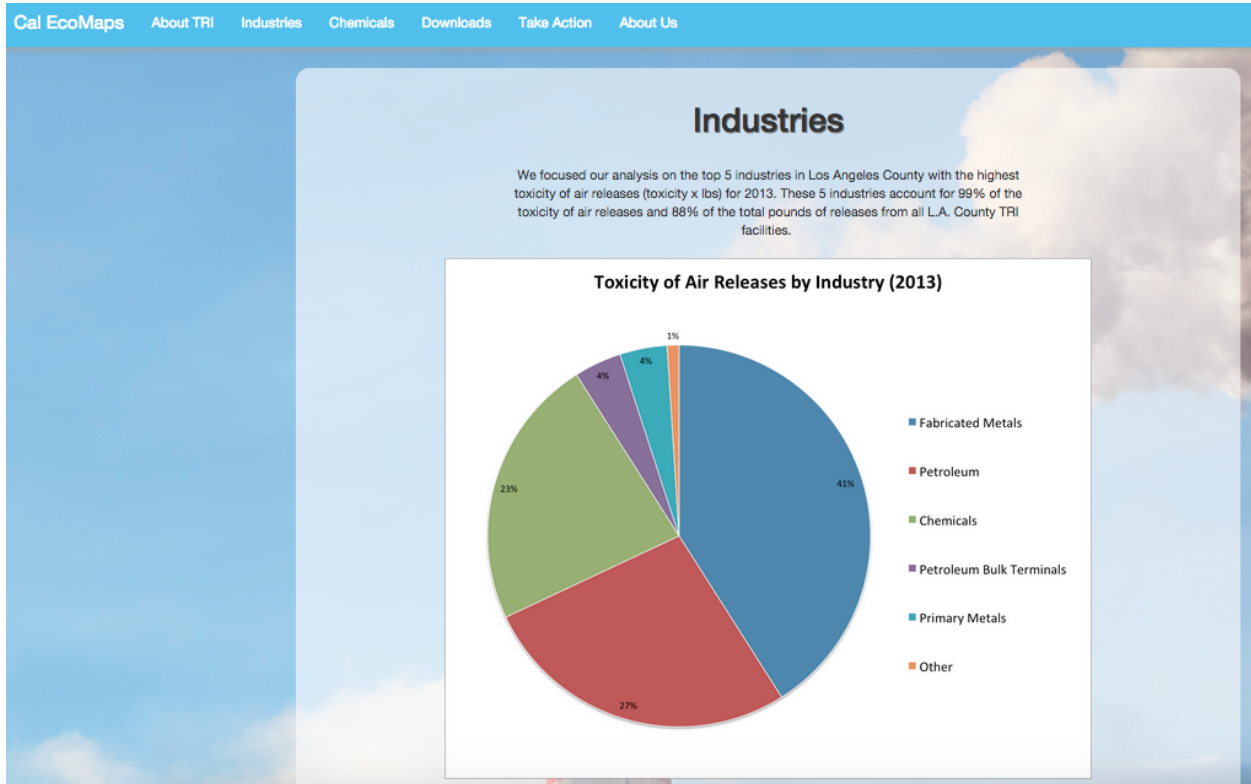 Cal EcoMaps About TRI Industries Chemicals Downloads Take Action About Us
Industries
We focused our analysis on the top 5 industries in Los Angeles County with the highest
toxicity of air releases (toxicity x lbs) for 2013. These 5 industries account for 99% of the
toxicity of air releases and 88% of the total pounds of releases from all L.A. County TRI
facilities.
Toxicity of Air Releases by Industry (2013)
1%
4%
4%
23%
41%
27%
Fabricated Metals
Petroleum
Chemicals
Petroleum Bulk Terminals
Primary Metals
Other